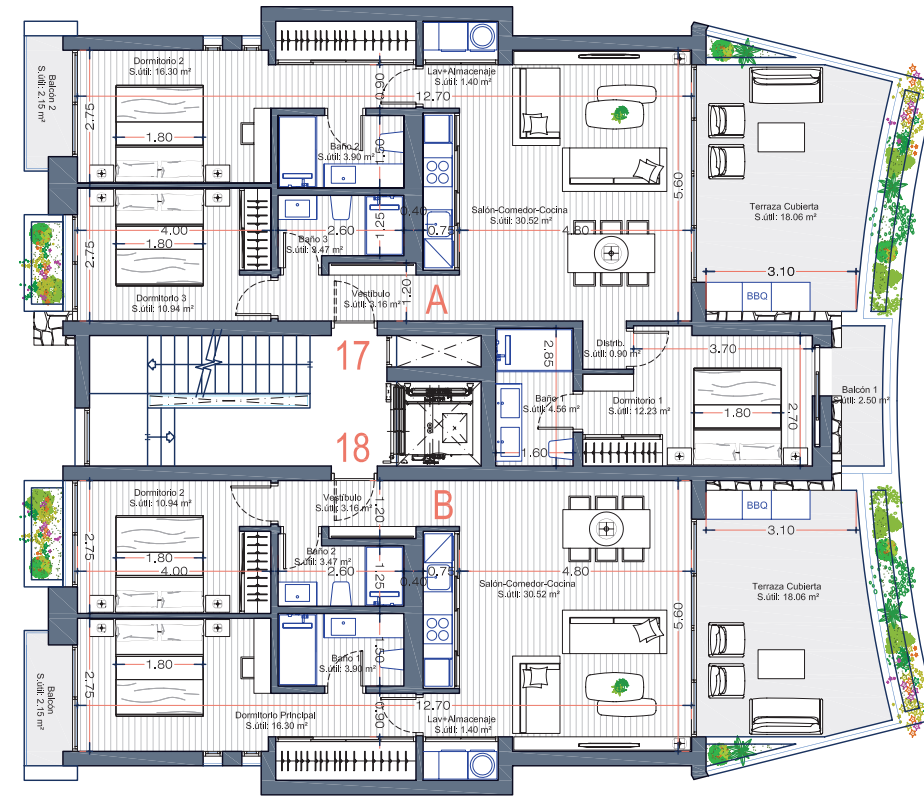 Dormitorio 2
S.útil: 16.30 m²
Balcón 2
S.útil: 2.15 m²
2.75
1.80
0.90
12.70
Lav+Almacenaje
S.útil: 1.40 m²
Baño 2
S.útil: 3.90 m²
1.50
4.00
1.80
2.75
Dormitorio 3
S.útil: 10.94 m²
2.60
Baño 3
S.útil: 3.47 m²
1.25
0.40
0.75
Salón-Comedor-Cocina
S.útil: 30.52 m²
4.80
5.60
Terraza Cubierta
S.útil: 18.06 m²
3.10
BBQ
Vestíbulo
S.útil: 3.16 m²
1.20
A
17
18
B
Distrib.
S.útil: 0.90 m²
2.85
Baño 1
S.útil: 4.56 m²
1.60
3.70
Dormitorio 1
S.útil: 12.23 m²
1.80
2.70
Balcón 1
S.útil: 2.50 m²
Dormitorio 2
S.útil: 10.94 m²
2.75
1.80
4.00
Vestíbulo
S.útil: 3.16 m²
1.20
Baño 2
S.útil: 3.47 m²
2.60
1.25
0.40
0.75
Salón-Comedor-Cocina
S.útil: 30.52 m²
4.80
5.60
BBQ
3.10
Terraza Cubierta
S.útil: 18.06 m²
Balcón
S.útil: 2.15 m²
2.75
1.80
Baño 1
S.útil: 3.90 m²
1.50
Dormitorio Principal
S.útil: 16.30 m²
0.90
12.70
Lav+Almacenaje
S.útil: 1.40 m²